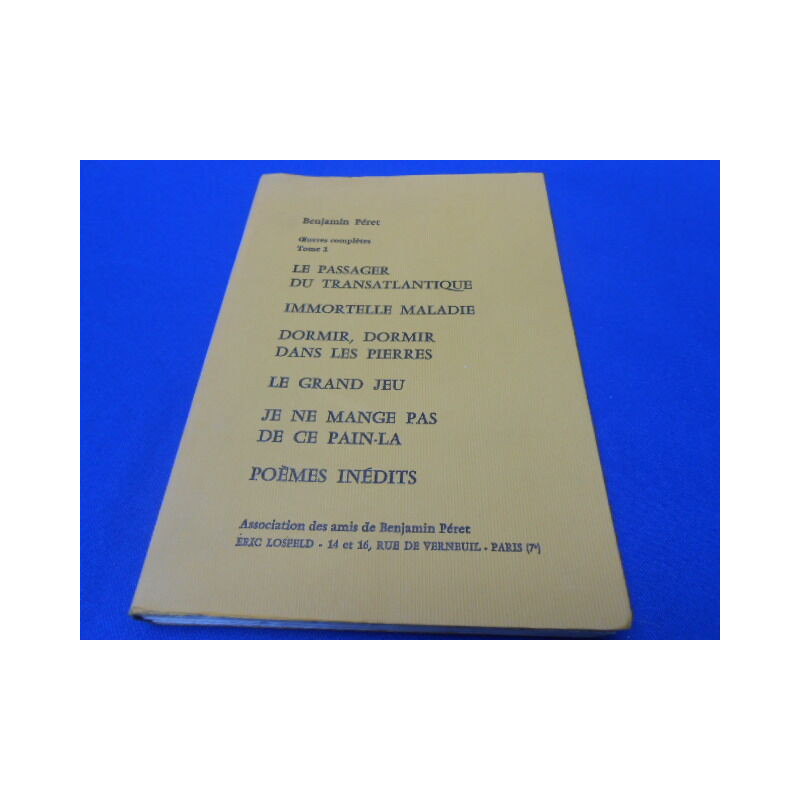 Benjamin Péret
Œuvres complètes
Tome 1
LE PASSAGER
DU TRANSATLANTIQUE
IMMORTELLE MALADIE
DORMIR, DORMIR
DANS LES PIERRES
LE GRAND JEU
JE NE MANGE PAS
DE CE PAIN-LA
POÈMES INÉDITS
Association des amis de Benjamin Péret
ÉRIC LOSFELD - 14 et 16, RUE DE VERNEUIL - PARIS (7e)